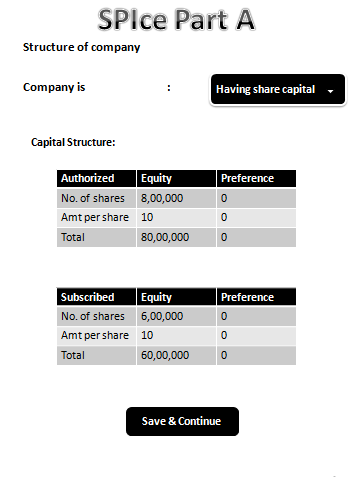 SPIce Part A
Structure of company
Company is : Having share capital
Capital Structure:
Authorized Equity Preference
No. of shares 8,00,000 0
Amt per share 10 0
Total 80,00,000 0
Subscribed Equity Preference
No. of shares 6,00,000 0
Amt per share 10 0
Total 60,00,000 0
Save & Continue